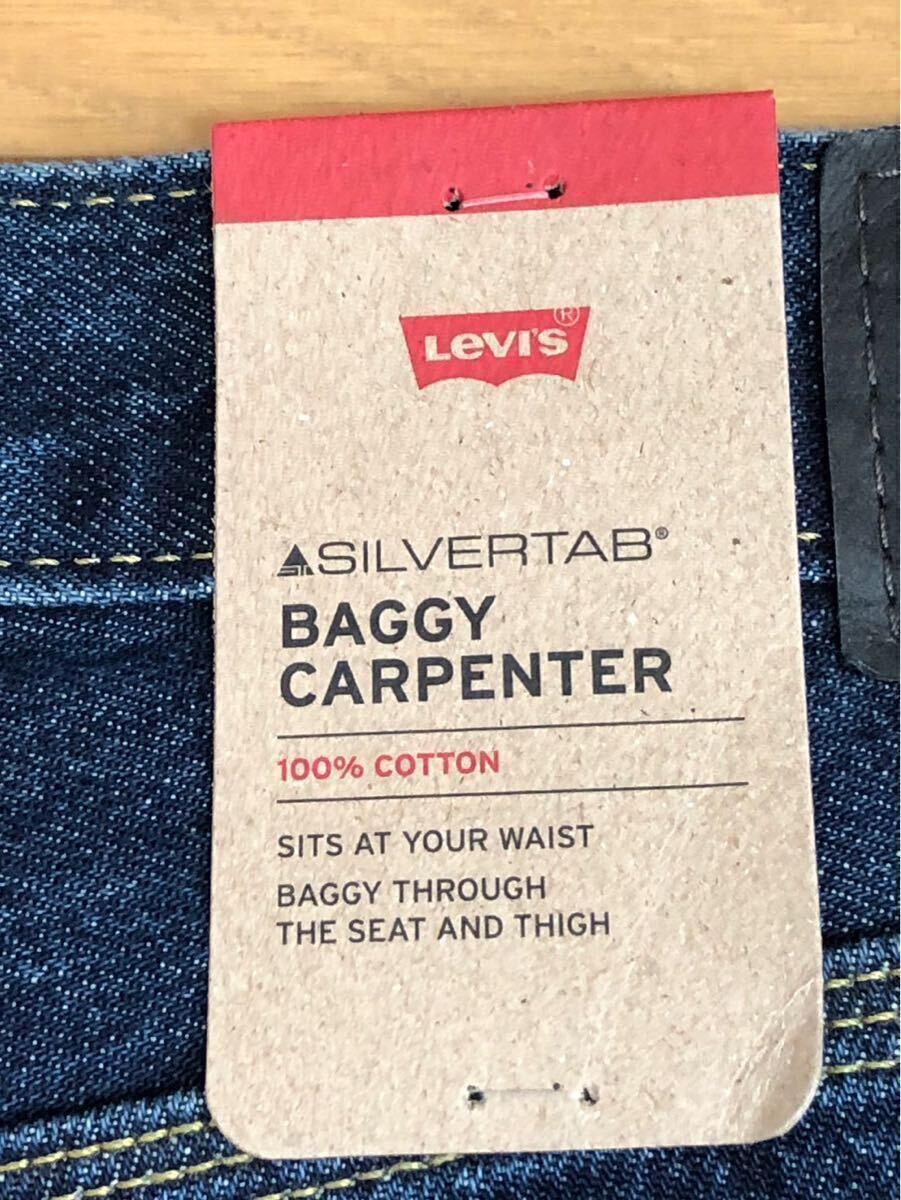 LEVI'S®
SILVERTAB®
BAGGY
CARPENTER
100% COTTON
SITS AT YOUR WAIST
BAGGY THROUGH
THE SEAT AND THIGH